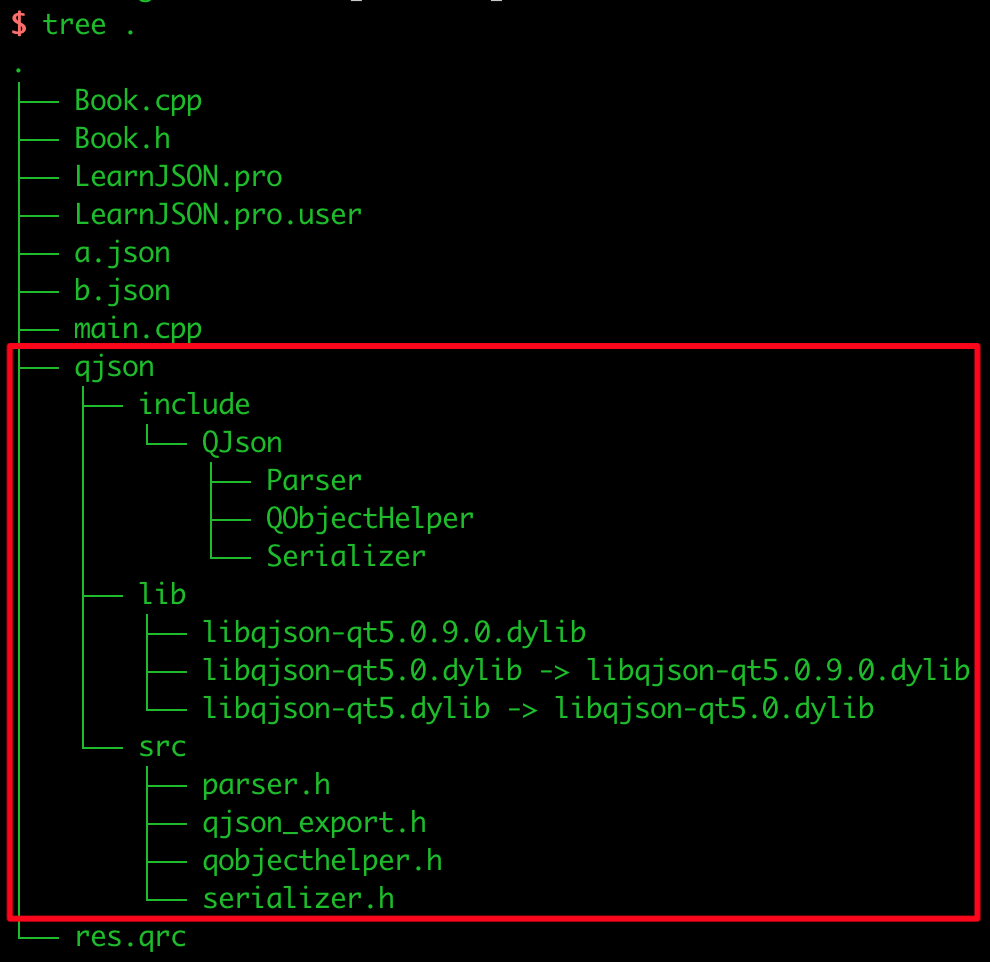 $ tree .
.
├── Book.cpp
├── Book.h
├── LearnJSON.pro
├── LearnJSON.pro.user
├── a.json
├── b.json
├── main.cpp
├── qjson
│   ├── include
│   │   └── QJson
│   │       ├── Parser
│   │       ├── QObjectHelper
│   │       └── Serializer
│   ├── lib
│   │   ├── libqjson-qt5.0.9.0.dylib
│   │   ├── libqjson-qt5.0.dylib -> libqjson-qt5.0.9.0.dylib
│   │   └── libqjson-qt5.dylib -> libqjson-qt5.0.dylib
│   └── src
│       ├── parser.h
│       ├── qjson_export.h
│       ├── qobjecthelper.h
│       └── serializer.h
└── res.qrc